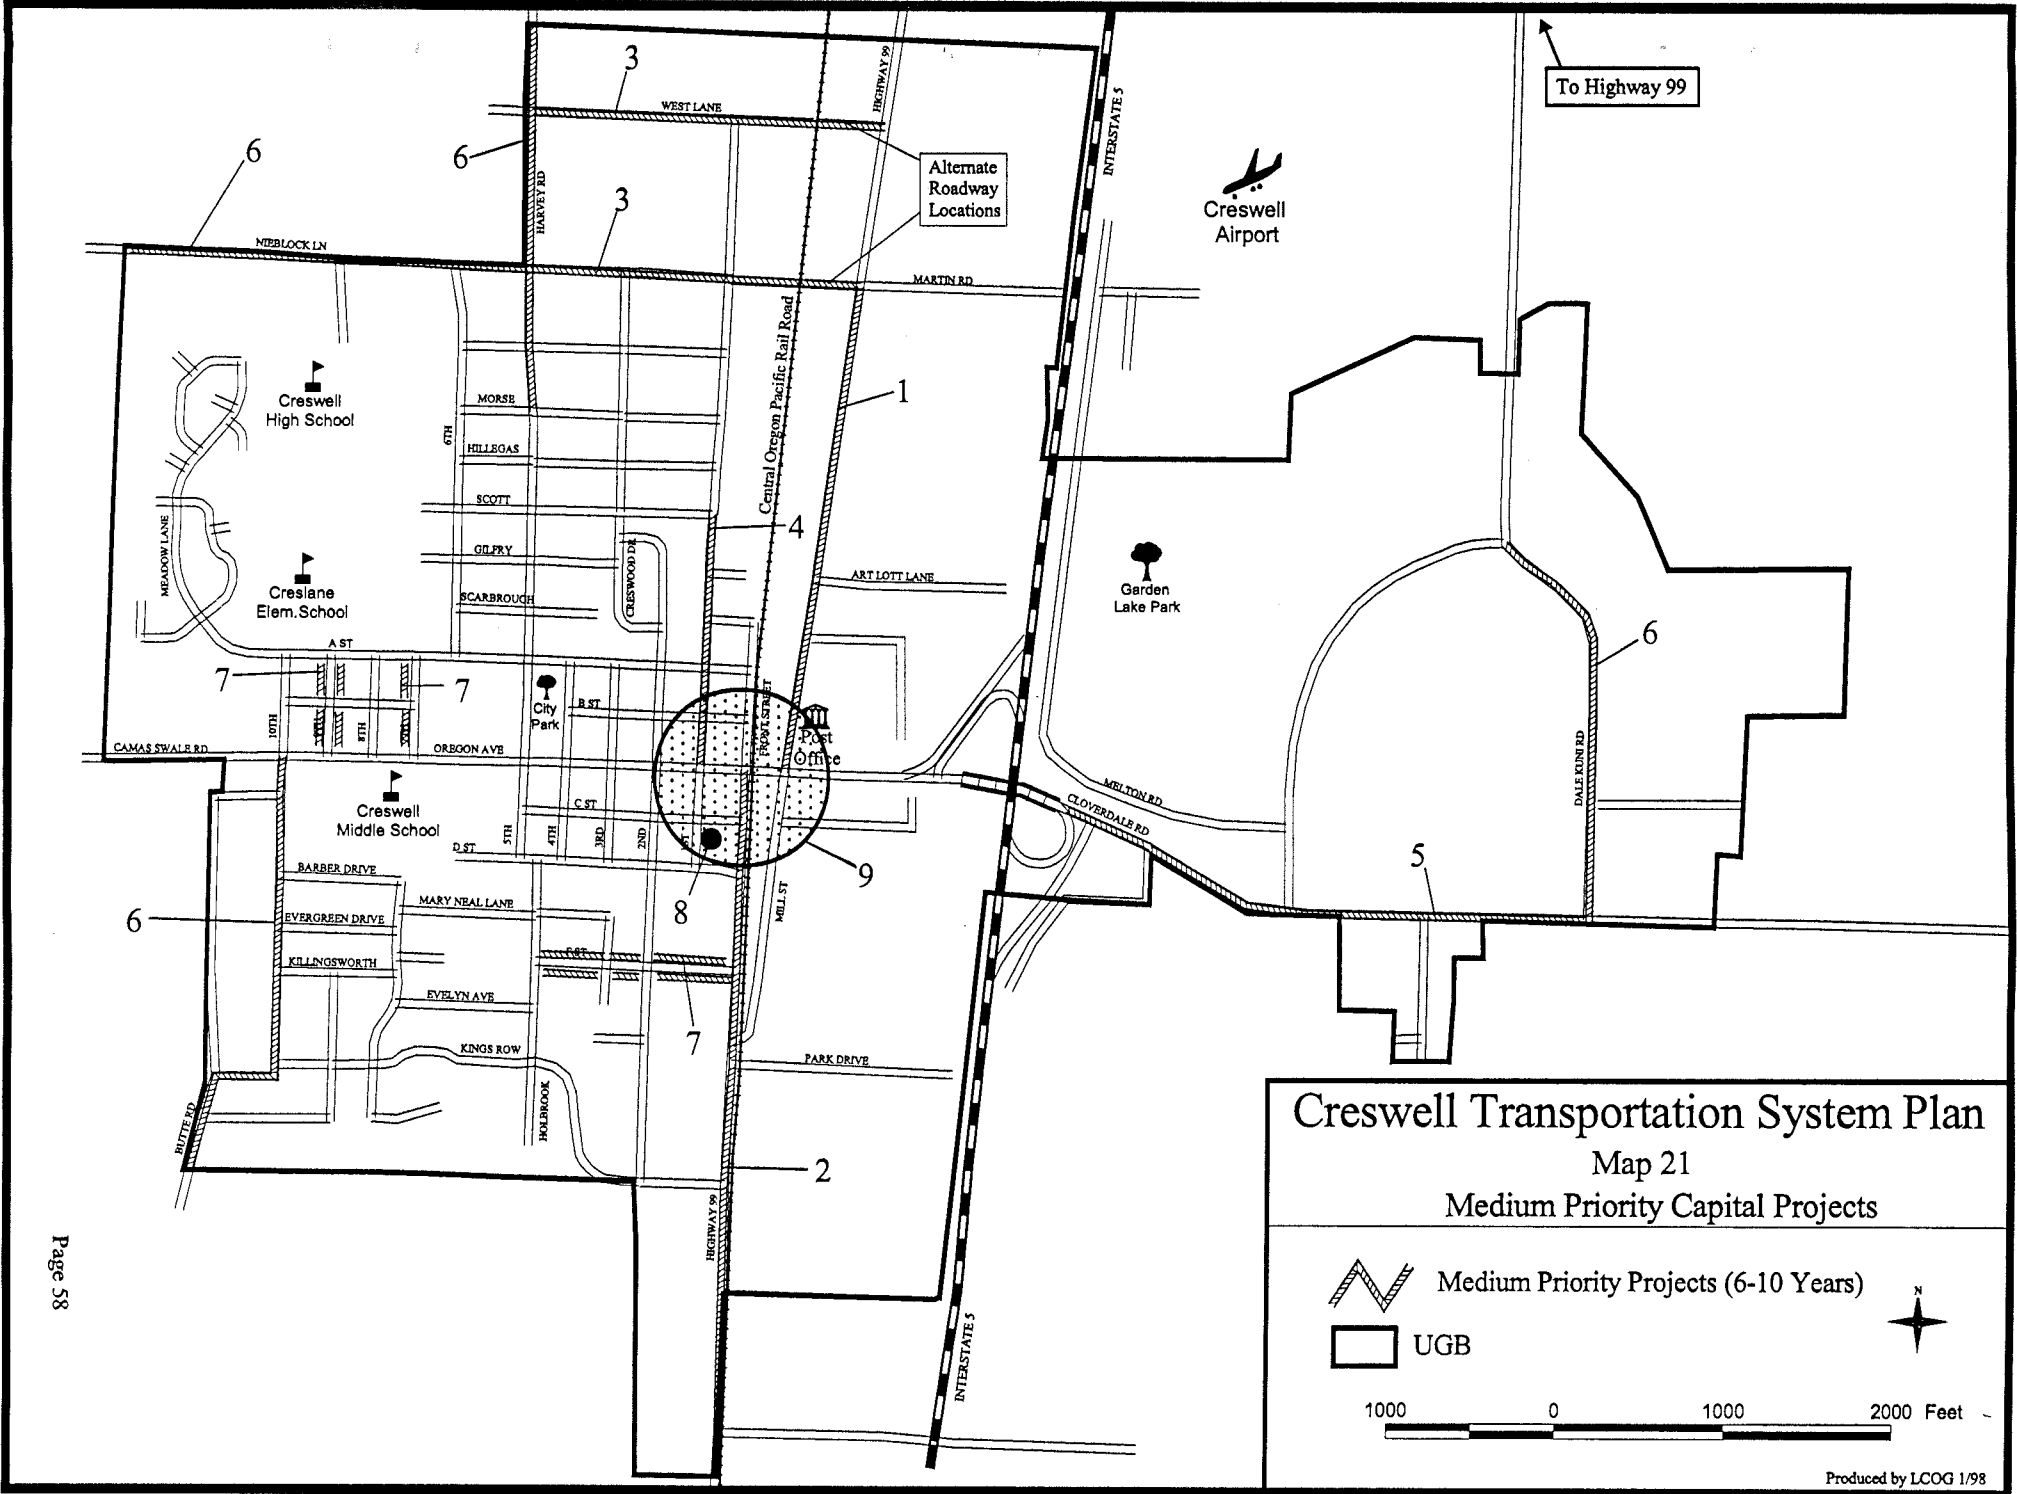 3
WEST LANE
HIGHWAY 99
INTERSTATE 5
To Highway 99
6
6
HARVEY RD
Alternate
Roadway
Locations
Creswell
Airport
3
NIEBLOCK LN
MARTIN RD
Central Oregon Pacific Rail Road
1
Creswell
High School
MORSE
6TH
HILLEGAS
SCOTT
4
GILFRY
MEADOW LANE
CRESWOOD DR
ART LOTT LANE
Garden
Lake Park
Creslane
Elem.School
SCARBROUGH
A ST
6
7
7
City
Park
B ST
FRONT STREET
Post
Office
10TH
8TH
CAMAS SWALE RD
OREGON AVE
DALE KUNI RD
MELTON RD
CLOVERDALE RD
Creswell
Middle School
C ST
5TH
4TH
3RD
2ND
1ST
D ST
5
9
BARBER DRIVE
MARY NEAL LANE
8
MILL ST
6
EVERGREEN DRIVE
F ST
KILLINGSWORTH
EVELYN AVE
7
KINGS ROW
PARK DRIVE
HOLBROOK
BUTTE RD
2
HIGHWAY 99
INTERSTATE 5
Page 58
Creswell Transportation System Plan
Map 21
Medium Priority Capital Projects
Medium Priority Projects (6-10 Years)
N
UGB
1000 0 1000 2000 Feet
Produced by LCOG 1/98